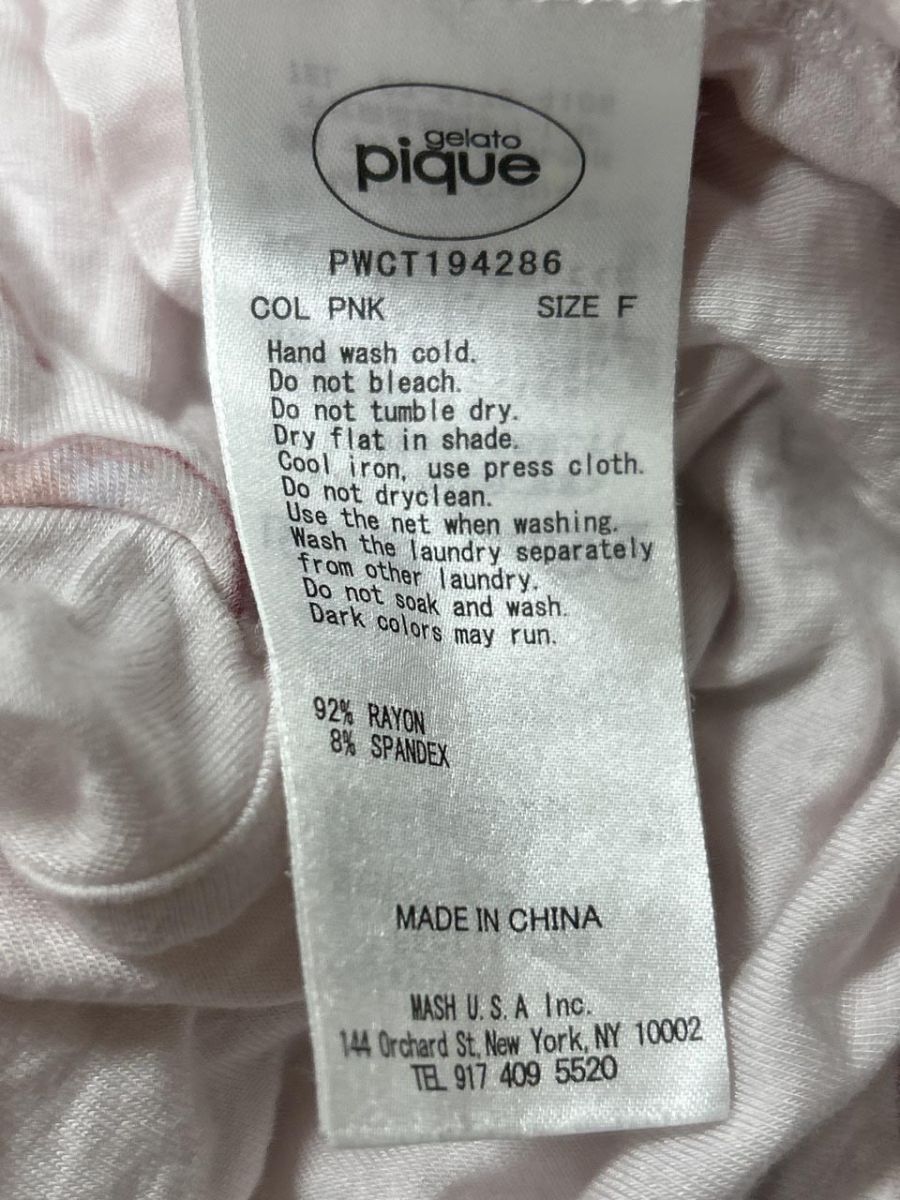 gelato
pique
PWCT194286
COL PNK SIZE F
Hand wash cold.
Do not bleach.
Do not tumble dry.
Dry flat in shade.
Cool iron, use press cloth.
Do not dryclean.
Use the net when washing.
Wash the laundry separately
from other laundry.
Do not soak and wash.
Dark colors may run.
92% RAYON
8% SPANDEX
MADE IN CHINA
MASH U.S.A Inc.
144 Orchard St, New York, NY 10002
TEL 917 409 5520